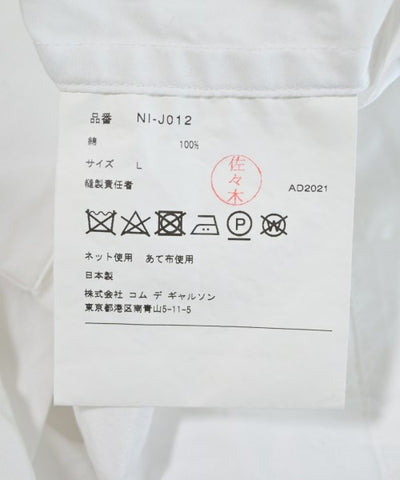 品番 NI-J012
綿 100%
サイズ L
縫製責任者 佐々木 AD2021
P W
ネット使用 あて布使用
日本製
株式会社 コム デ ギャルソン
東京都港区南青山5-11-5